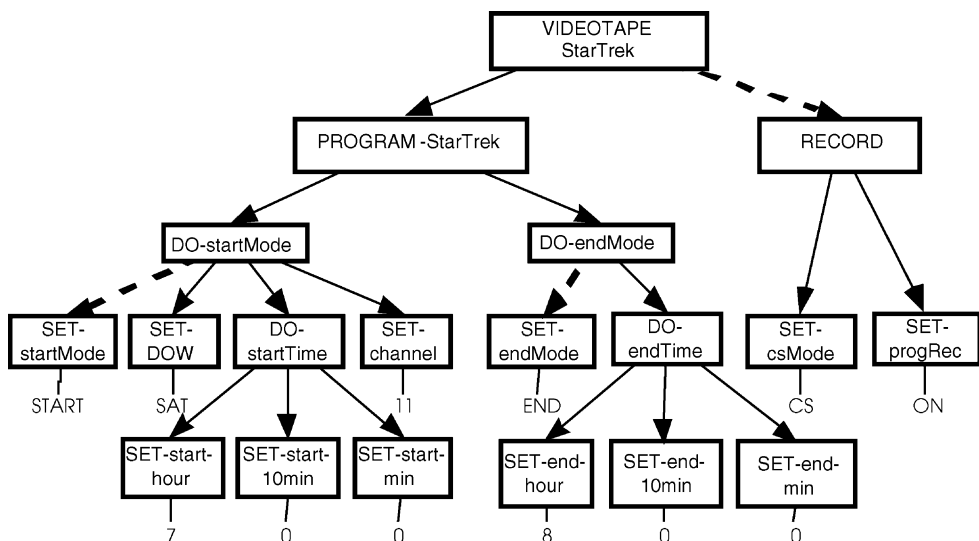 VIDEOTAPE
StarTrek
PROGRAM -StarTrek
RECORD
DO-startMode
DO-endMode
SET-
startMode
SET-
DOW
DO-
startTime
SET-
channel
SET-
endMode
DO-
endTime
SET-
csMode
SET-
progRec
START
SAT
11
END
CS
ON
SET-start-
hour
SET-start-
10min
SET-start-
min
SET-end-
hour
SET-end-
10min
SET-end-
min
7
0
0
8
0
0